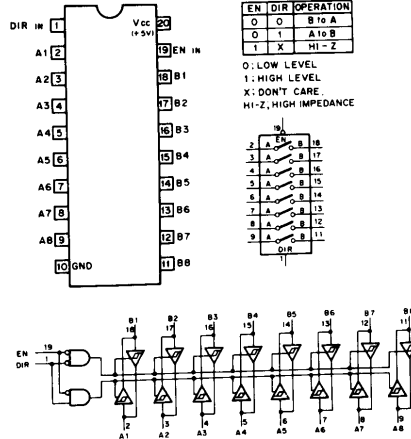 DIR IN 1
A1 2
A2 3
A3 4
A4 5
A5 6
A6 7
A7 8
A8 9
10 GND
Vcc 20
(+5V)
19 EN IN
18 B1
17 B2
16 B3
15 B4
14 B5
13 B6
12 B7
11 B8
EN DIR OPERATION
0 0 B to A
0 1 A to B
1 X HI-Z
0; LOW LEVEL
1; HIGH LEVEL
X; DON'T CARE.
HI-Z; HIGH IMPEDANCE
19
EN
2 A B 18
3 A B 17
4 A B 16
5 A B 15
6 A B 14
7 A B 13
8 A B 12
9 A B 11
DIR
1
B1 B2 B3 B4 B5 B6 B7 B
18 17 16 15 14 13 12 11
EN 19
DIR 1
2 3 4 5 6 7 8 9
A1 A2 A3 A4 A5 A6 A7 A8